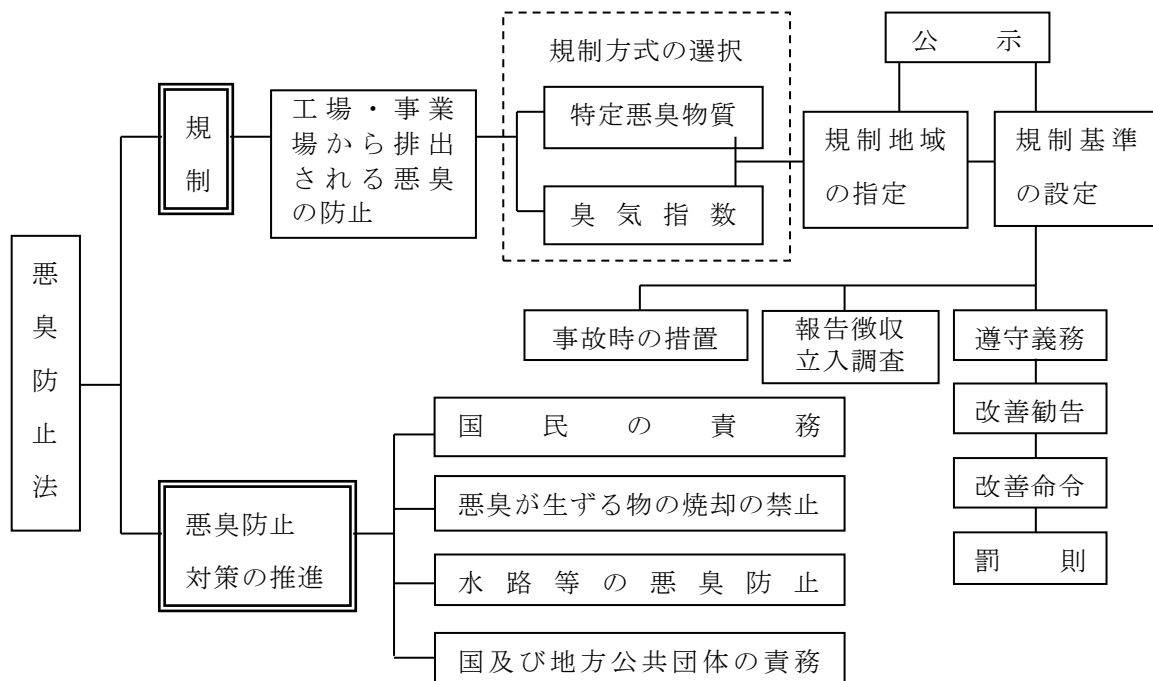 悪臭防止法
規制
工場・事業
場から排出
される悪臭
の防止
規制方式の選択
特定悪臭物質
臭気指数
公示
規制地域
の指定
規制基準
の設定
事故時の措置
報告徴収
立入調査
遵守義務
改善勧告
改善命令
罰則
悪臭防止
対策の推進
国民の責務
悪臭が生ずる物の焼却の禁止
水路等の悪臭防止
国及び地方公共団体の責務